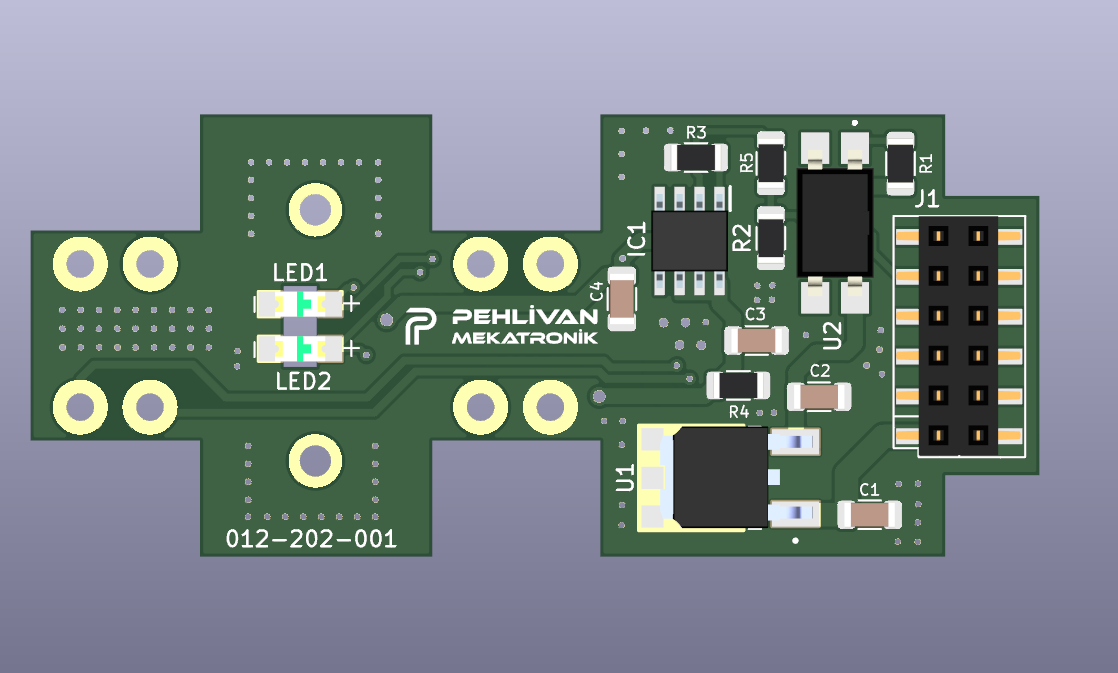 R3
R5
R1
J1
IC1
R2
LED1
C4
+
PEHLİVAN
MEKATRONİK
C3
U2
+
LED2
C2
R4
U1
C1
012-202-001